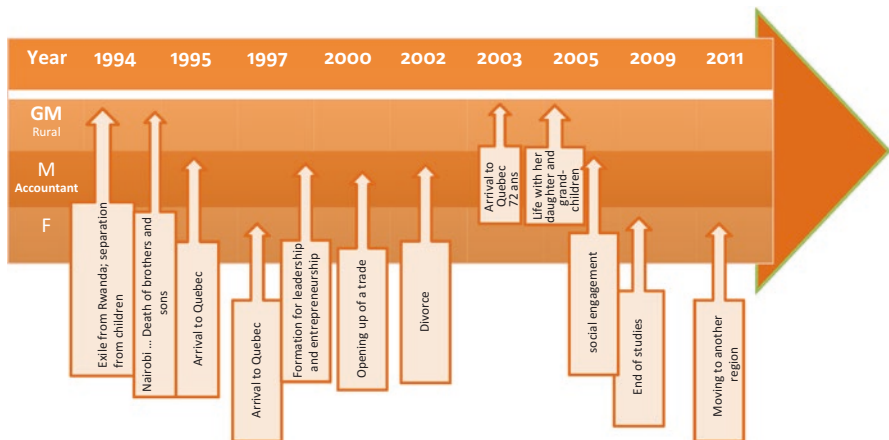 Year 1994 1995 1997 2000 2002 2003 2005 2009 2011
GM
Rural
M
Accountant
F
Exile from Rwanda; separation
from children
Nairobi ... Death of brothers and
sons
Arrival to Quebec
Arrival to Quebec
Formation for leadership
and entrepreneurship
Opening up of a trade
Divorce
Arrival to
Quebec
72 ans
Life with her
daughter and
grand-
children
social engagement
End of studies
Moving to another
region